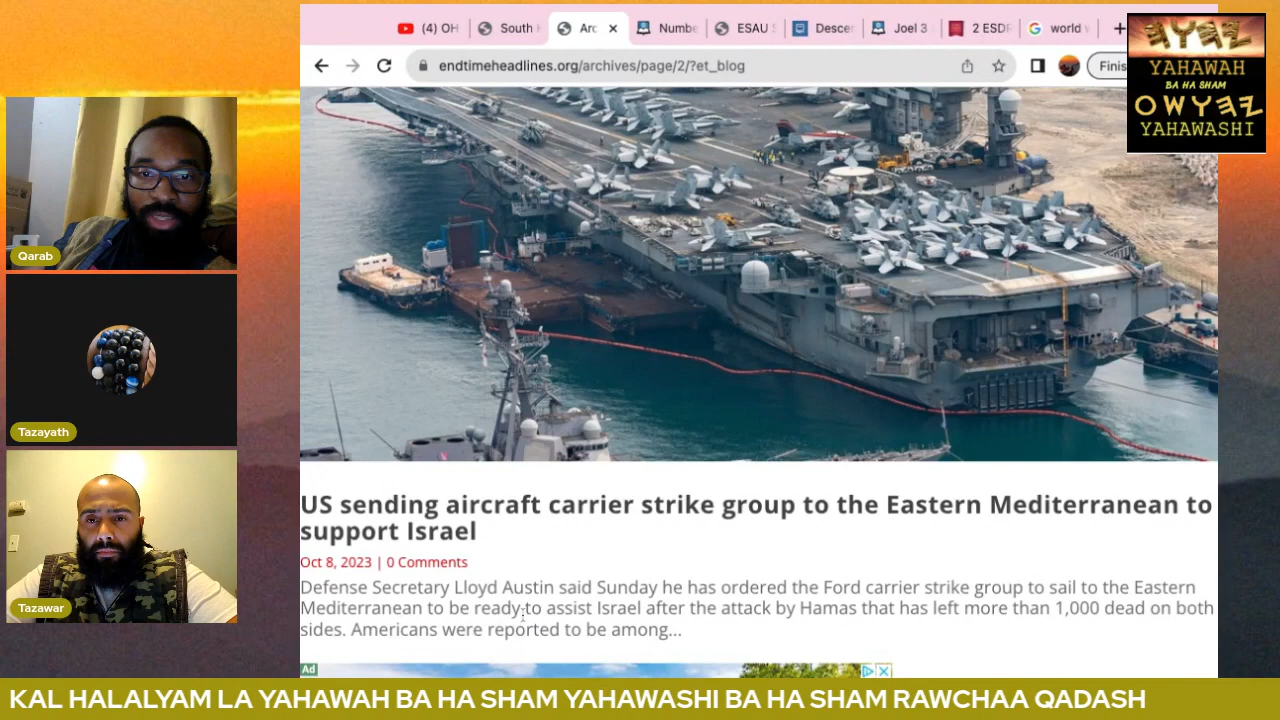 (4) OH
South
Arc
Numbe
ESAU
Descen
Joel 3
2 ESD
world
endtimeheadlines.org/archives/page/2/?et_blog
Finis
YAHAWAH
BA HA SHAM
YAHAWASHI
Qarab
Tazayath
Tazawar
US sending aircraft carrier strike group to the Eastern Mediterranean to
support Israel
Oct 8, 2023 | 0 Comments
Defense Secretary Lloyd Austin said Sunday he has ordered the Ford carrier strike group to sail to the Eastern
Mediterranean to be ready to assist Israel after the attack by Hamas that has left more than 1,000 dead on both
sides. Americans were reported to be among...
Ad
KAL HALALYAM LA YAHAWAH BA HA SHAM YAHAWASHI BA HA SHAM RAWCHAA QADASH